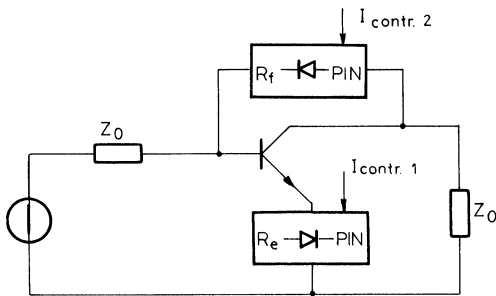 I contr. 2
Rf PIN
Z0
I contr. 1
Re PIN
Z0